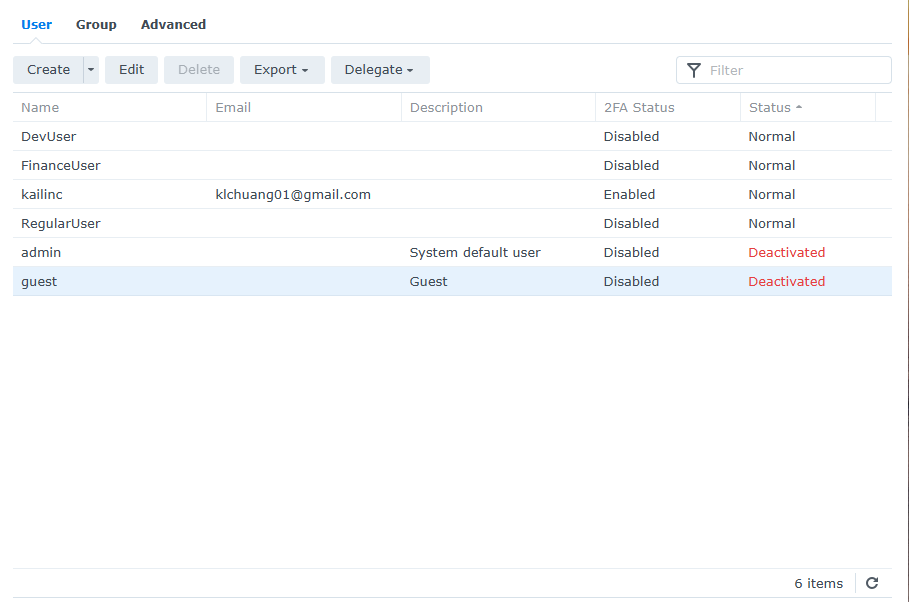 User Group Advanced
Create Edit Delete Export Delegate Filter
Name Email Description 2FA Status Status
DevUser Disabled Normal
FinanceUser Disabled Normal
kailinc klchuang01@gmail.com Enabled Normal
RegularUser Disabled Normal
admin System default user Disabled Deactivated
guest Guest Disabled Deactivated
6 items